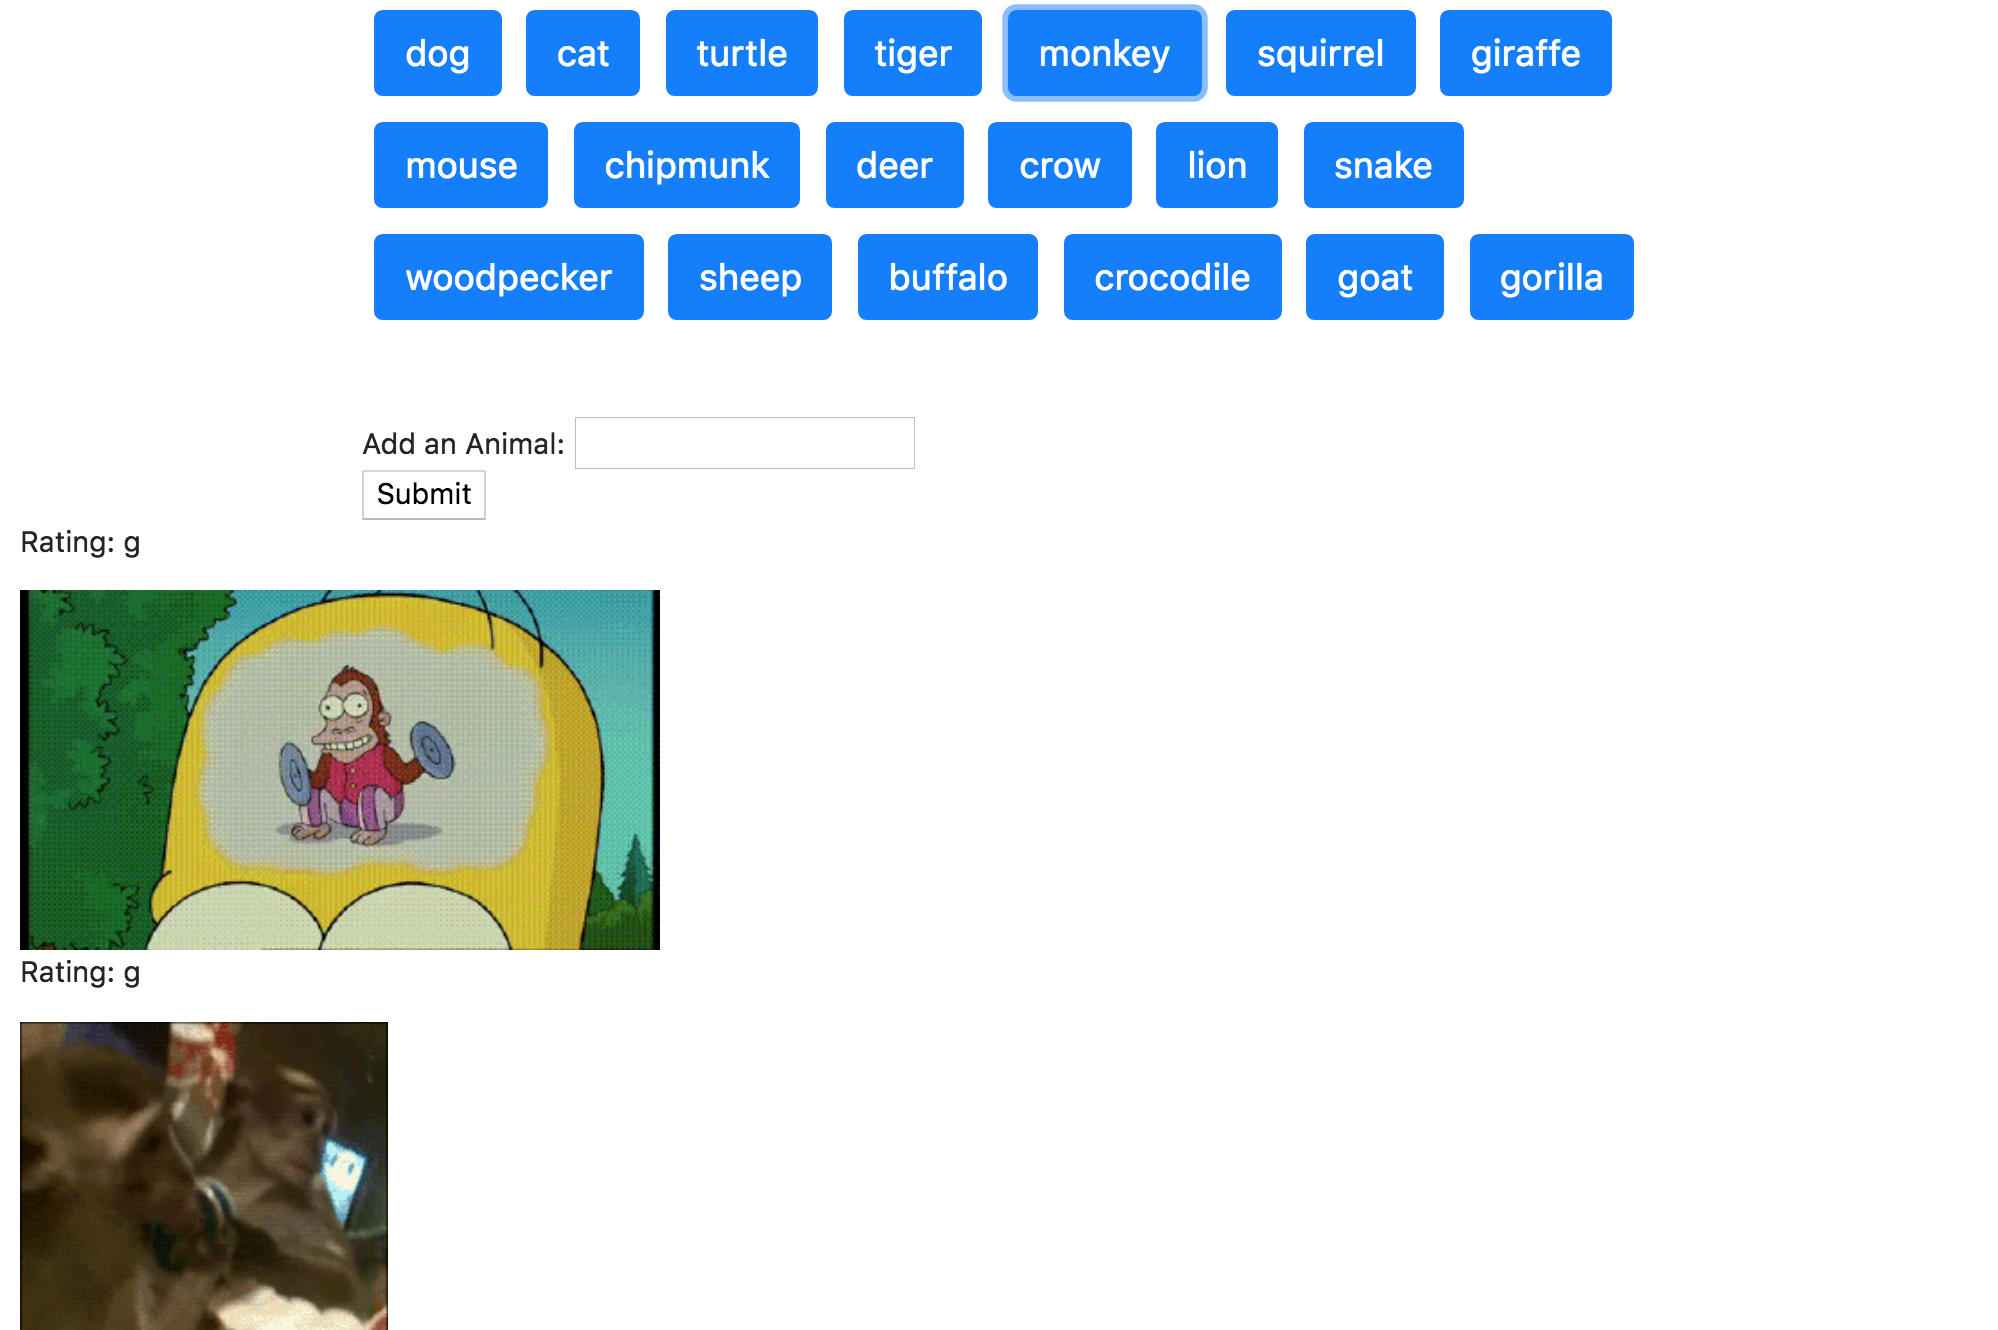 dog cat turtle tiger monkey squirrel giraffe
mouse chipmunk deer crow lion snake
woodpecker sheep buffalo crocodile goat gorilla
Add an Animal:
Submit
Rating: g
Rating: g